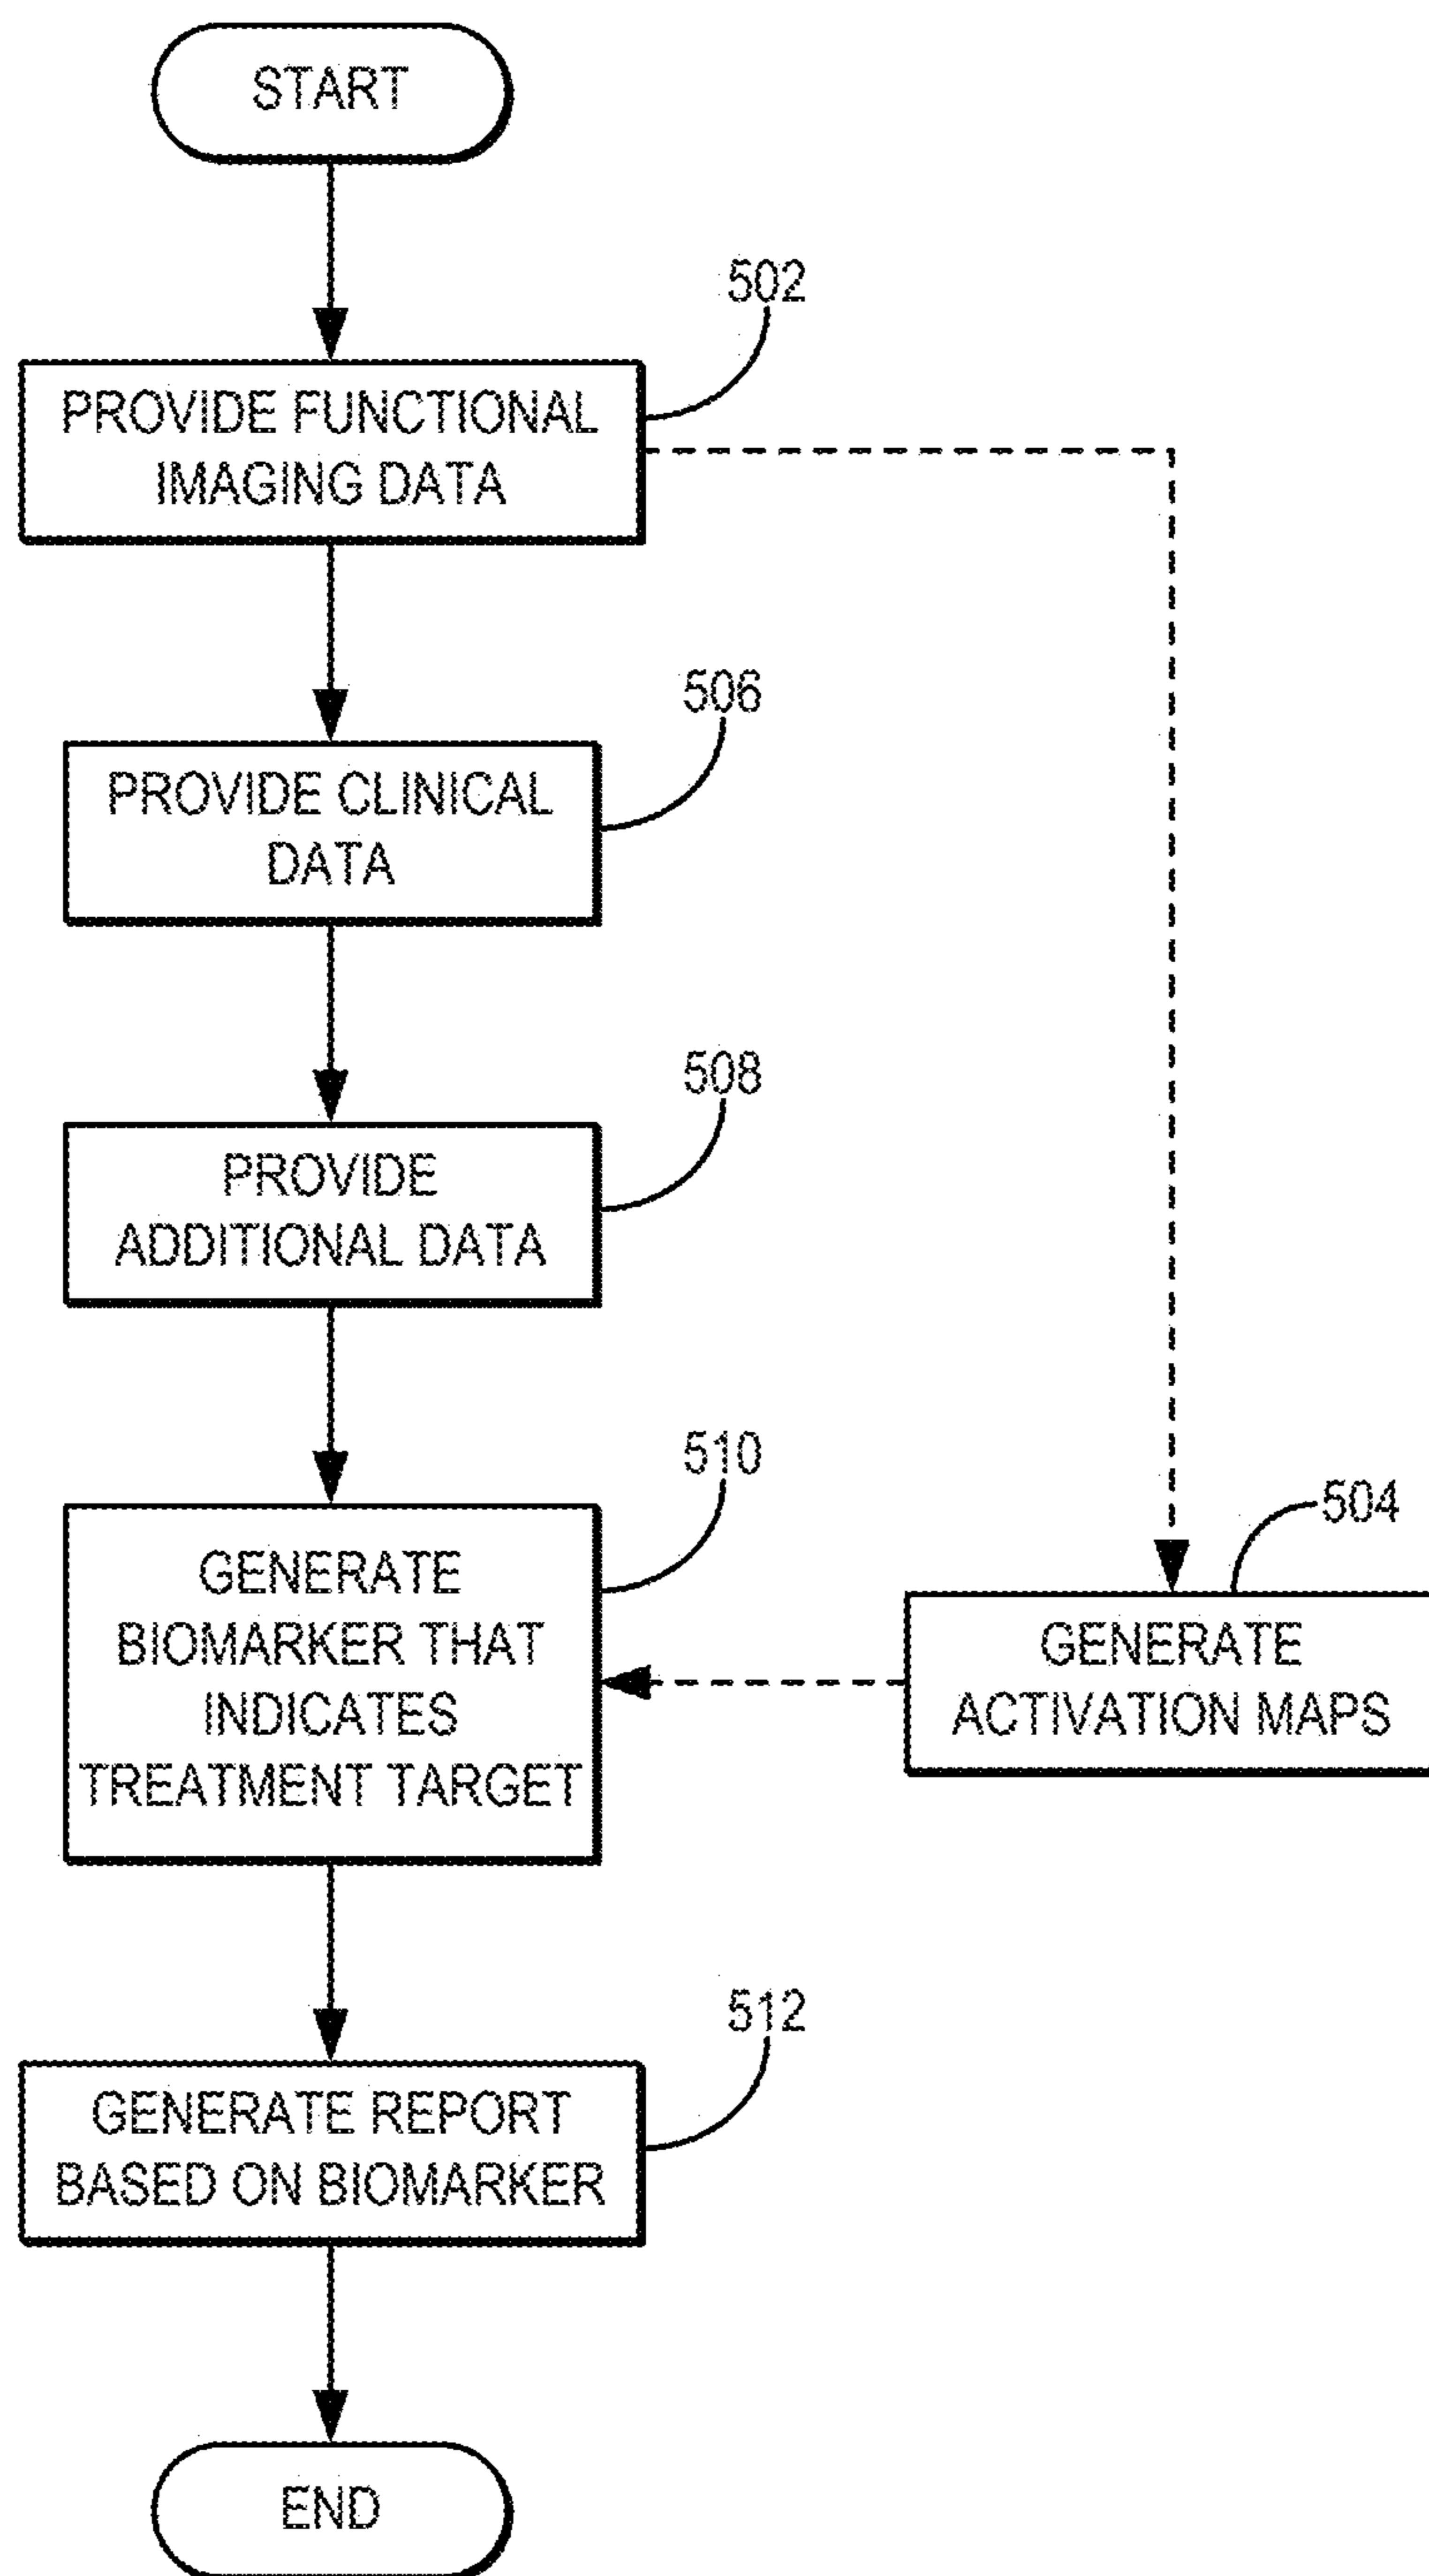 START
502
PROVIDE FUNCTIONAL
IMAGING DATA
506
PROVIDE CLINICAL
DATA
508
PROVIDE
ADDITIONAL DATA
510
GENERATE
BIOMARKER THAT
INDICATES
TREATMENT TARGET
504
GENERATE
ACTIVATION MAPS
512
GENERATE REPORT
BASED ON BIOMARKER
END